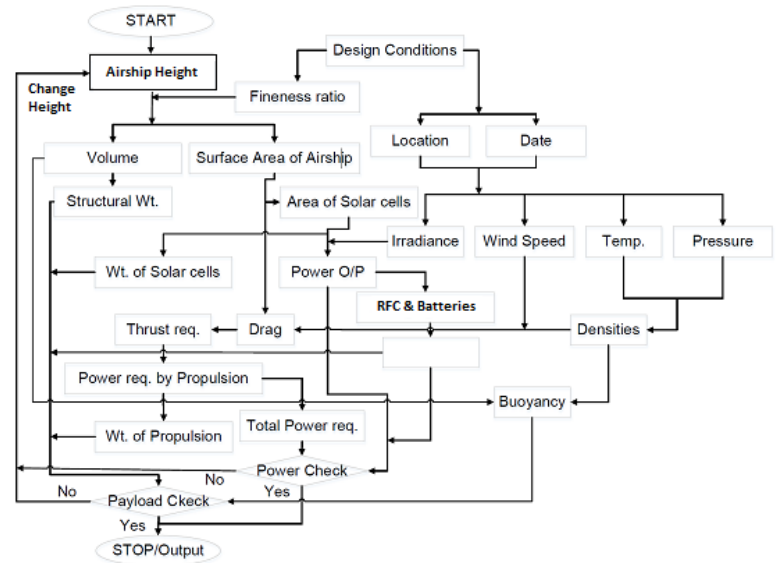 START
Design Conditions
Airship Height
Change
Height
Fineness ratio
Location
Date
Volume
Surface Area of Airship
Structural Wt.
Area of Solar cells
Irradiance
Wind Speed
Temp.
Pressure
Wt. of Solar cells
Power O/P
RFC & Batteries
Thrust req.
Drag
Densities
Power req. by Propulsion
Buoyancy
Wt. of Propulsion
Total Power req.
Power Check
No
Yes
No
Payload Ckeck
Yes
STOP/Output